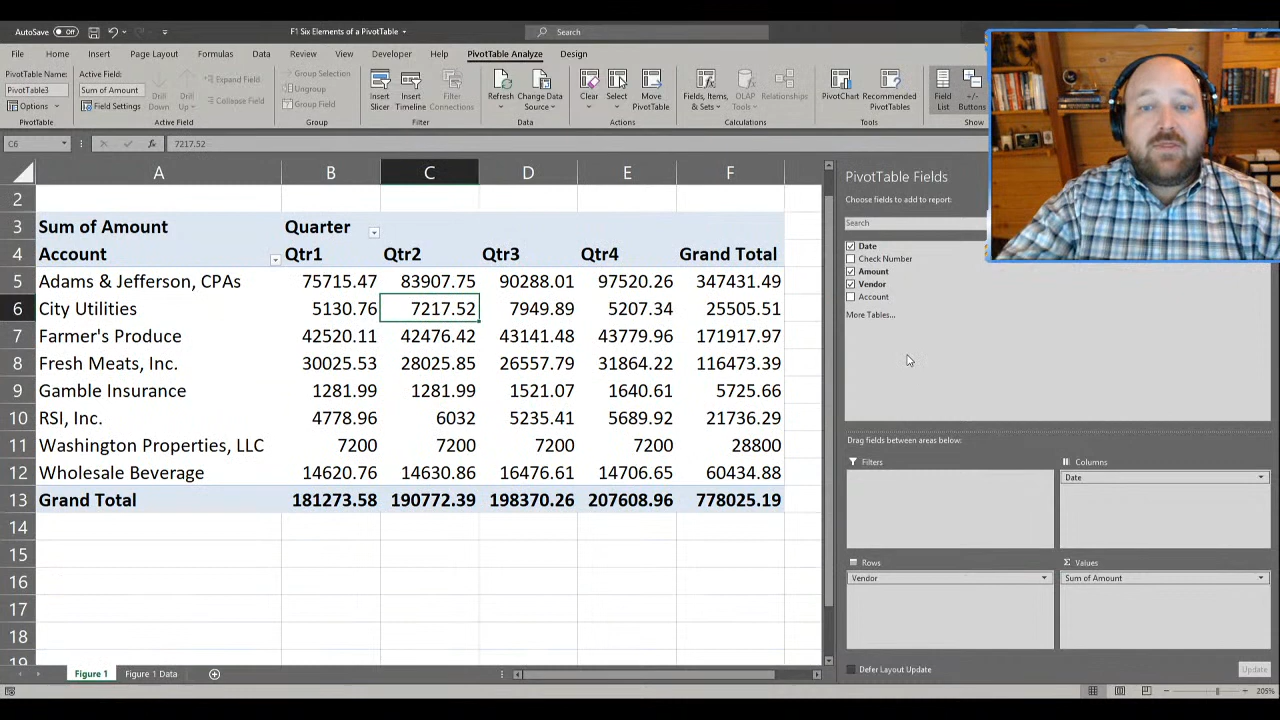 AutoSave Off
F1 Six Elements of a PivotTable
Search
File Home Insert Page Layout Formulas Data Review View Developer Help PivotTable Analyze Design
PivotTable Name:
PivotTable3
Options
PivotTable
Active Field:
Sum of Amount
Field Settings
Drill Down
Drill Up
Expand Field
Collapse Field
Active Field
Group Selection
Ungroup
Group Field
Group
Insert Slicer
Insert Timeline
Filter Connections
Filter
Refresh
Change Data Source
Data
Clear
Select
Move PivotTable
Actions
Fields, Items, & Sets
OLAP Tools
Relationships
Calculations
PivotChart
Recommended PivotTables
Tools
Field List
+/- Buttons
Show
C6 fx 7217.52
A B C D E F
2
3 Sum of Amount Quarter
4 Account Qtr1 Qtr2 Qtr3 Qtr4 Grand Total
5 Adams & Jefferson, CPAs 75715.47 83907.75 90288.01 97520.26 347431.49
6 City Utilities 5130.76 7217.52 7949.89 5207.34 25505.51
7 Farmer's Produce 42520.11 42476.42 43141.48 43779.96 171917.97
8 Fresh Meats, Inc. 30025.53 28025.85 26557.79 31864.22 116473.39
9 Gamble Insurance 1281.99 1281.99 1521.07 1640.61 5725.66
10 RSI, Inc. 4778.96 6032 5235.41 5689.92 21736.29
11 Washington Properties, LLC 7200 7200 7200 7200 28800
12 Wholesale Beverage 14620.76 14630.86 16476.61 14706.65 60434.88
13 Grand Total 181273.58 190772.39 198370.26 207608.96 778025.19
14
15
16
17
18
19
PivotTable Fields
Choose fields to add to report:
Search
Date
Check Number
Amount
Vendor
Account
More Tables...
Drag fields between areas below:
Filters
Columns
Date
Rows
Vendor
Σ Values
Sum of Amount
Defer Layout Update
Update
Figure 1 Figure 1 Data
205%